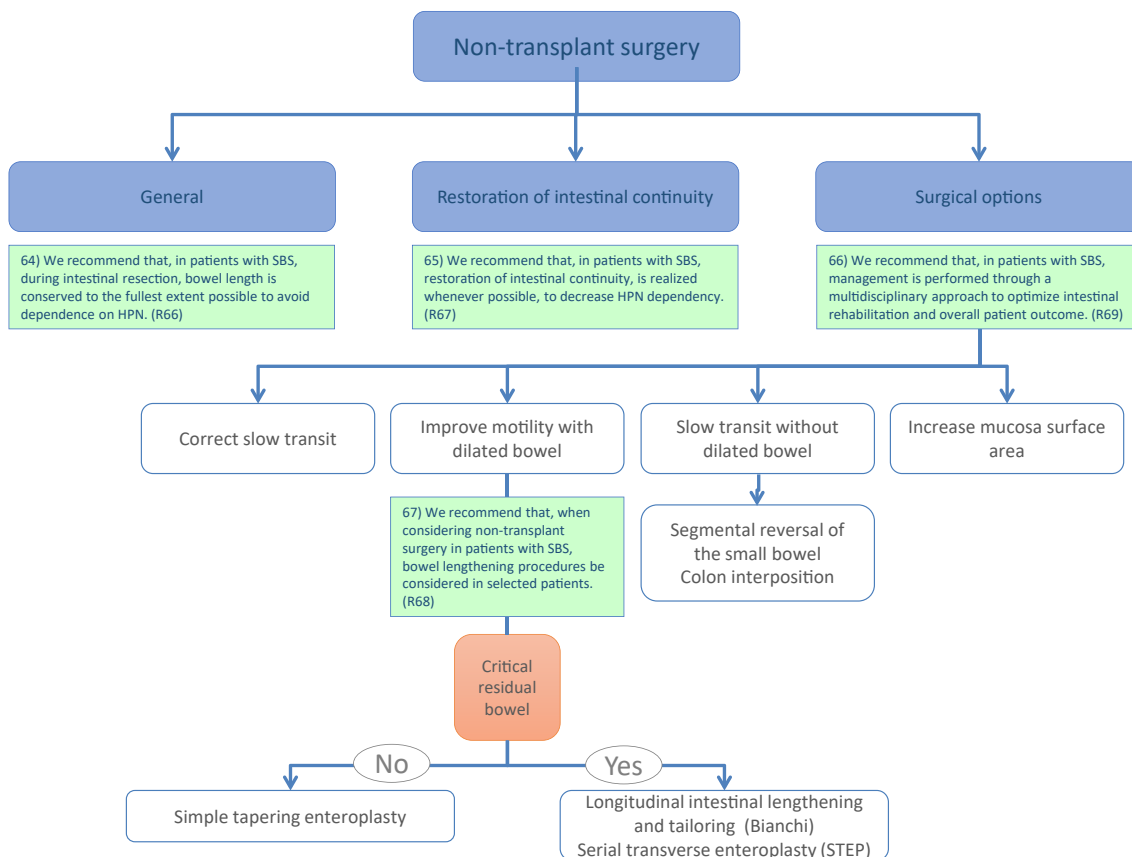 Non-transplant surgery
General
Restoration of intestinal continuity
Surgical options
64) We recommend that, in patients with SBS,
during intestinal resection, bowel length is
conserved to the fullest extent possible to avoid
dependence on HPN. (R66)
65) We recommend that, in patients with SBS,
restoration of intestinal continuity, is realized
whenever possible, to decrease HPN dependency.
(R67)
66) We recommend that, in patients with SBS,
management is performed through a
multidisciplinary approach to optimize intestinal
rehabilitation and overall patient outcome. (R69)
Correct slow transit
Improve motility with
dilated bowel
Slow transit without
dilated bowel
Increase mucosa surface
area
67) We recommend that, when
considering non-transplant
surgery in patients with SBS,
bowel lengthening procedures be
considered in selected patients.
(R68)
Segmental reversal of
the small bowel
Colon interposition
Critical
residual
bowel
No
Yes
Simple tapering enteroplasty
Longitudinal intestinal lengthening
and tailoring (Bianchi)
Serial transverse enteroplasty (STEP)